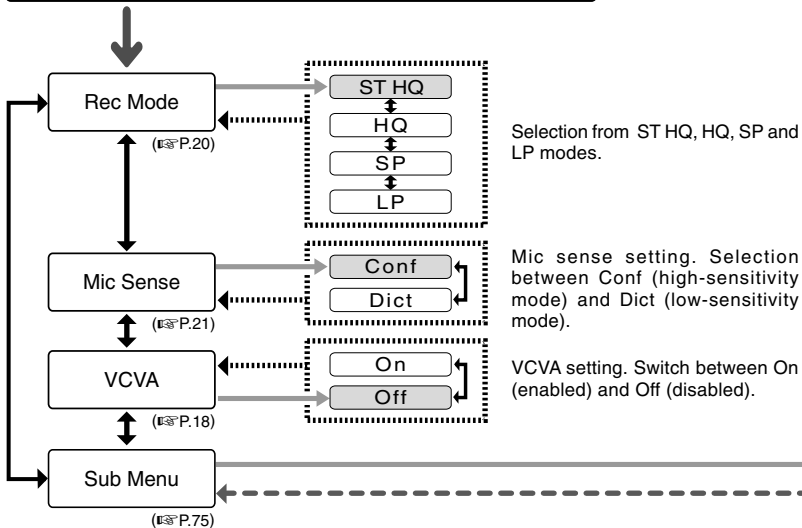 Rec Mode
(☞P.20)
ST HQ
HQ
SP
LP
Selection from ST HQ, HQ, SP and
LP modes.
Mic Sense
(☞P.21)
Conf
Dict
Mic sense setting. Selection
between Conf (high-sensitivity
mode) and Dict (low-sensitivity
mode).
VCVA
(☞P.18)
On
Off
VCVA setting. Switch between On
(enabled) and Off (disabled).
Sub Menu
(☞P.75)